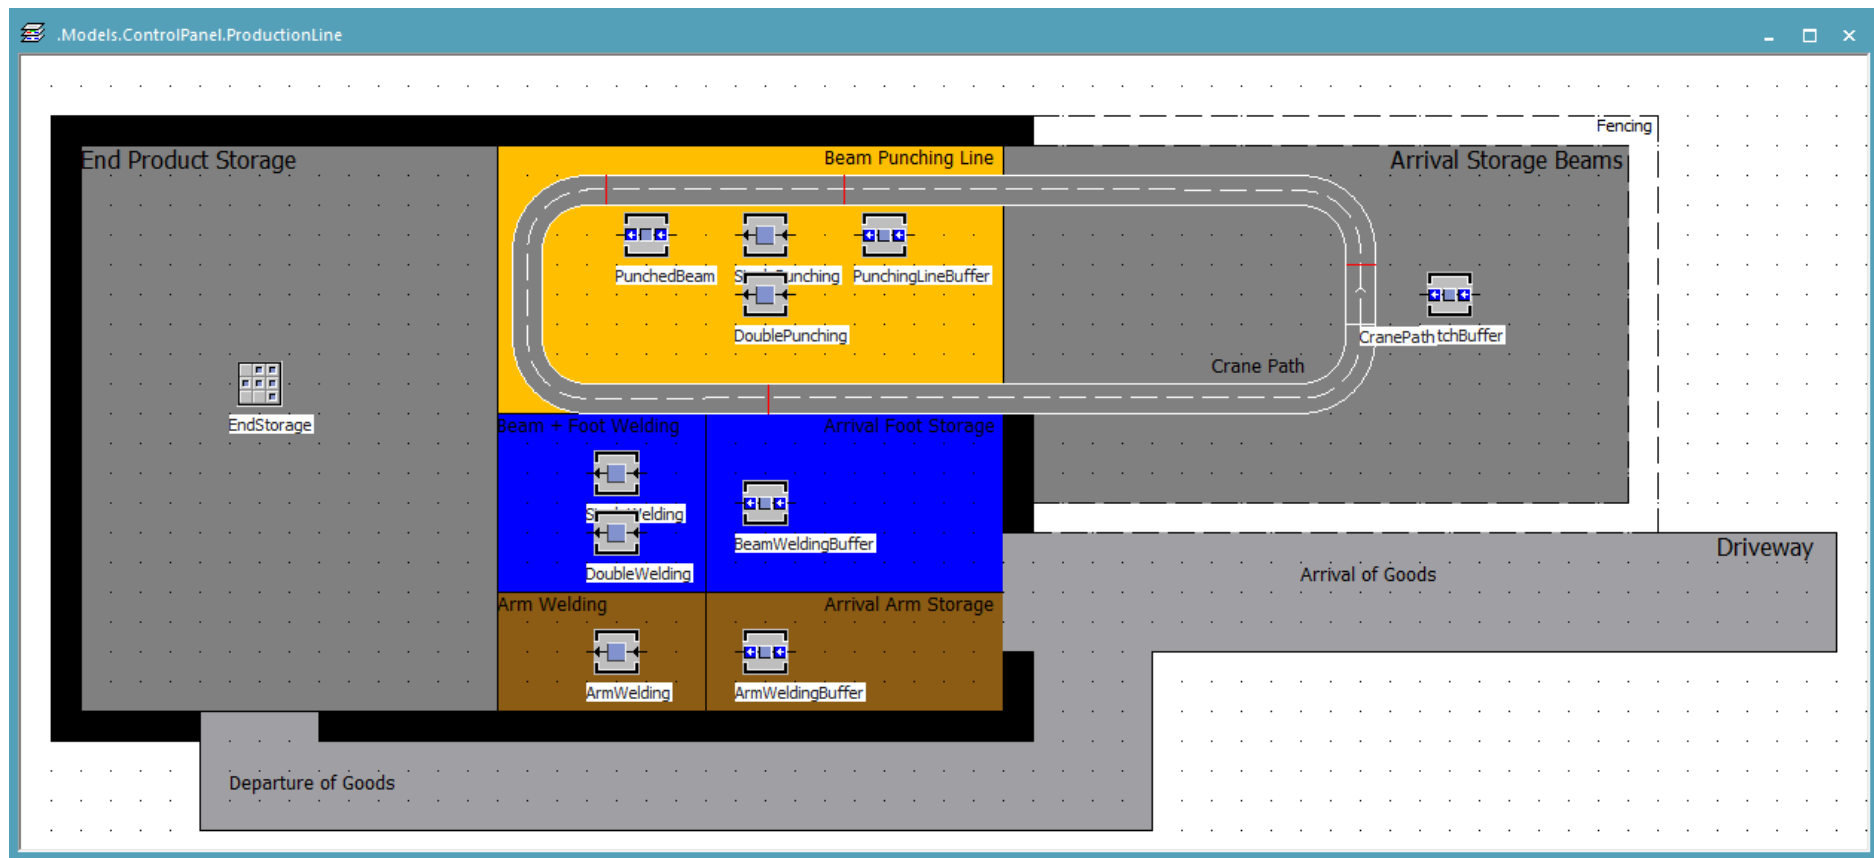 .Models.ControlPanel.ProductionLine
Fencing
End Product Storage
Beam Punching Line
Arrival Storage Beams
PunchedBeam
PunchingLineBuffer
DoublePunching
CranePath
tchBuffer
Crane Path
EndStorage
Beam + Foot Welding
Arrival Foot Storage
BeamWeldingBuffer
DoubleWelding
Driveway
Arrival of Goods
Arm Welding
Arrival Arm Storage
ArmWelding
ArmWeldingBuffer
Departure of Goods